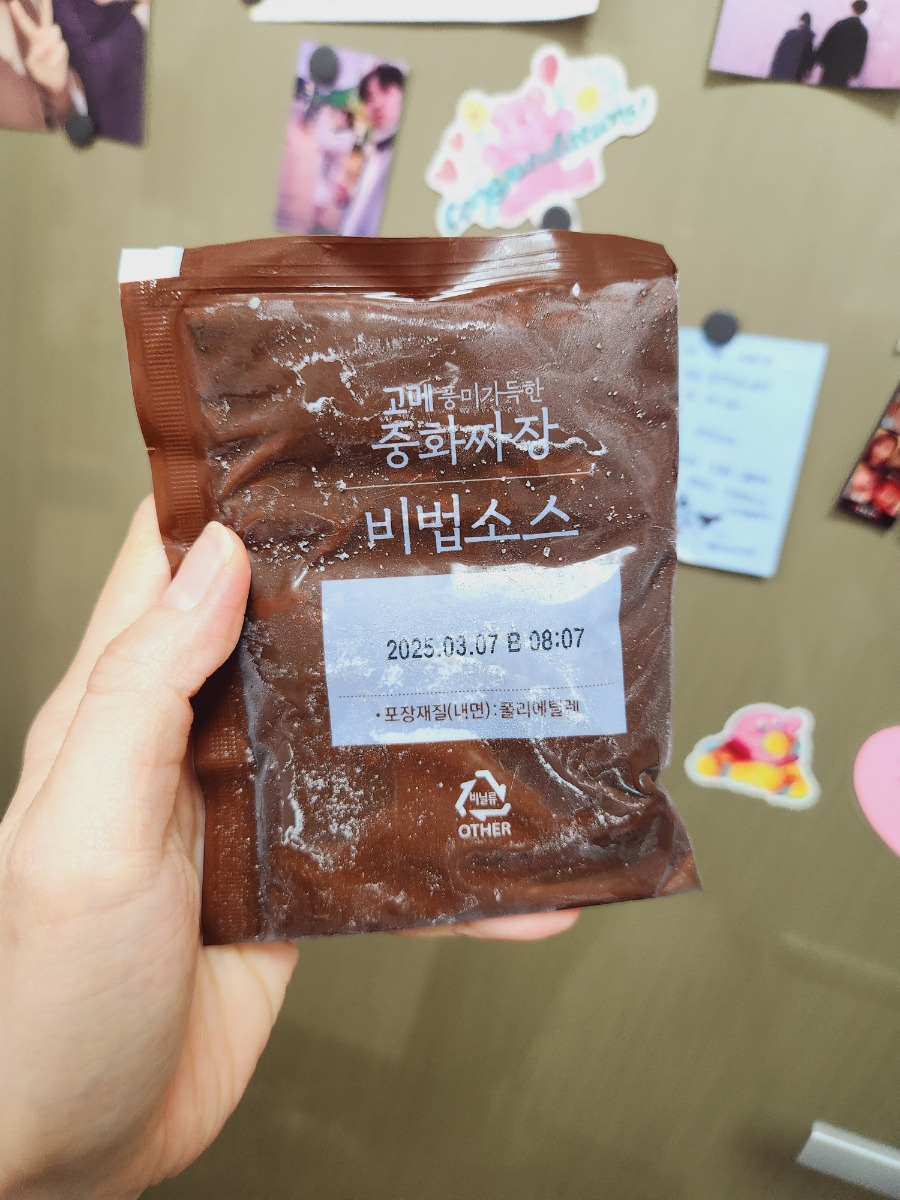 Congratulations!
고메 풍미가득한
중화짜장
비법소스
2025.03.07 B 08:07
• 포장재질(내면): 폴리에틸렌
비닐류
OTHER